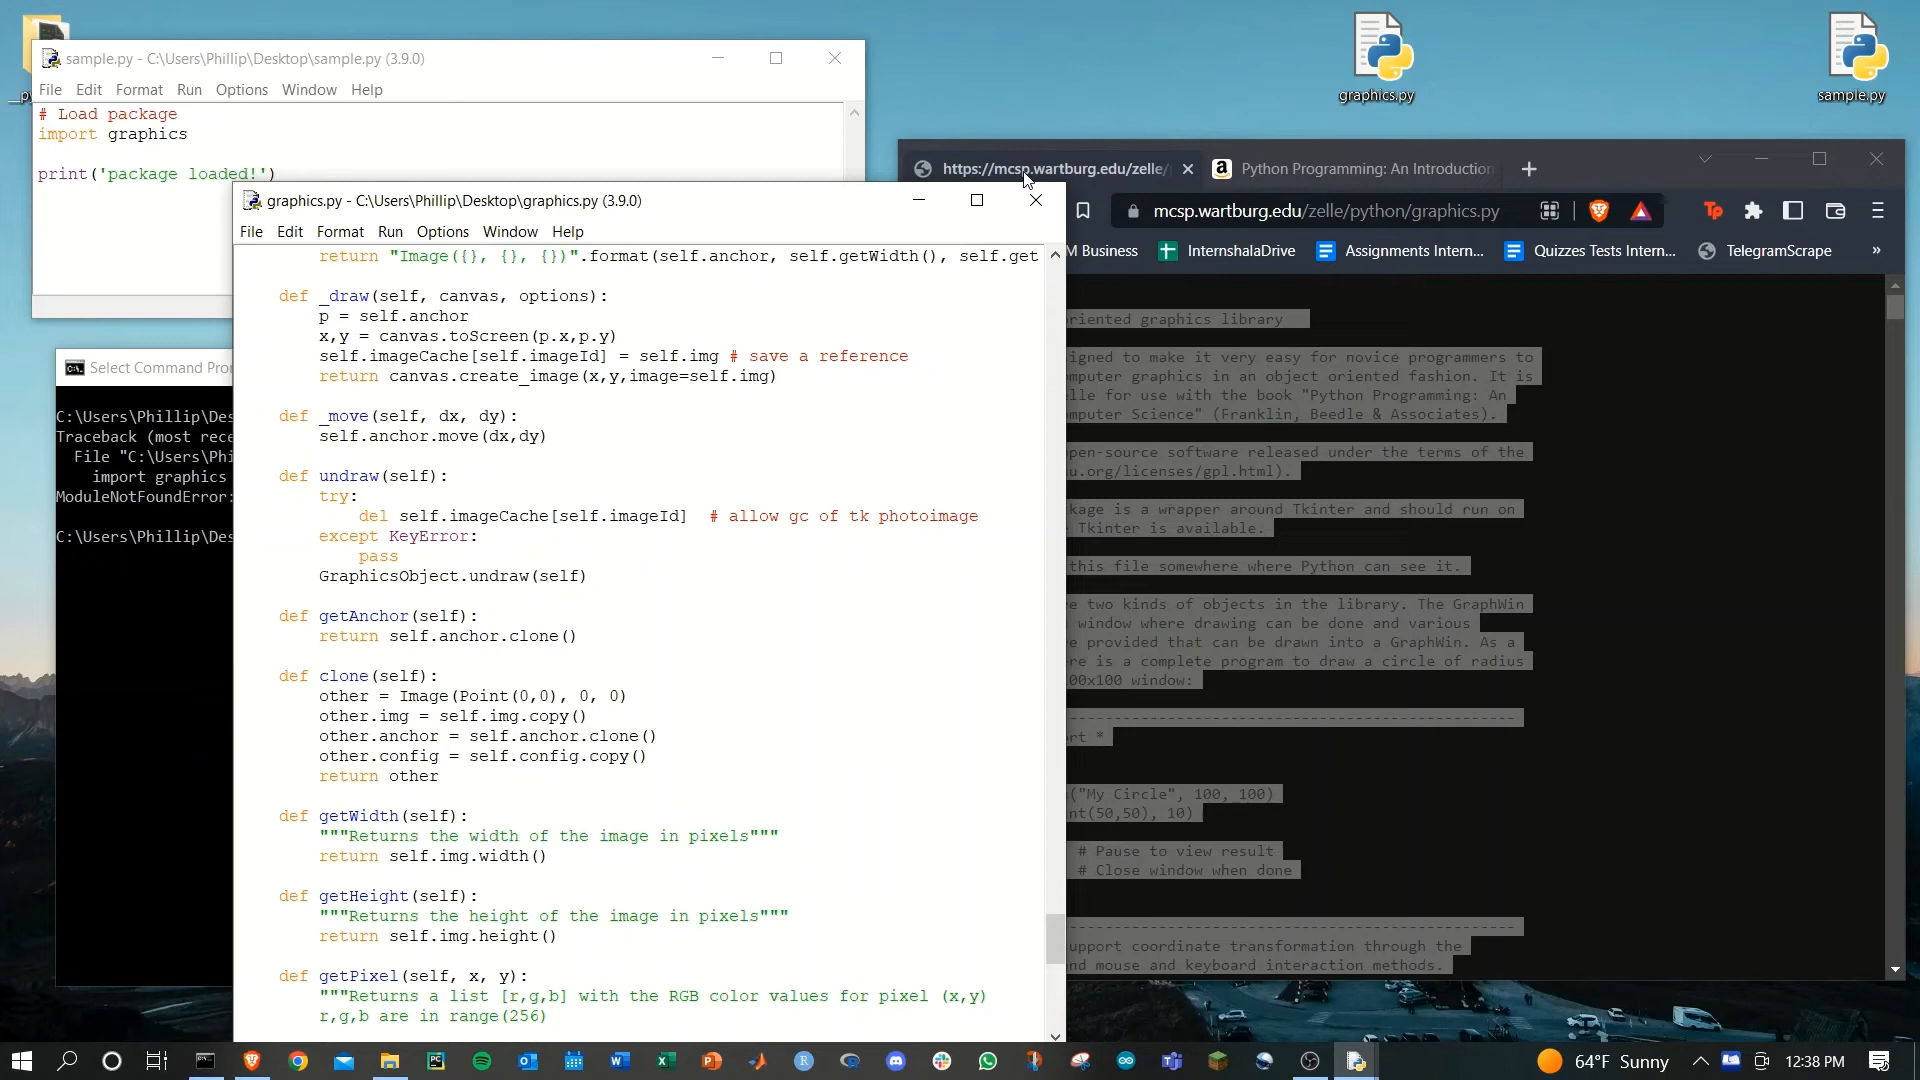 graphics.py
sample.py
sample.py - C:\Users\Phillip\Desktop\sample.py (3.9.0)
File Edit Format Run Options Window Help
# Load package
import graphics
print('package loaded!')
https://mcsp.wartburg.edu/zelle/
Python Programming: An Introduction
mcsp.wartburg.edu/zelle/python/graphics.py
M Business
InternshalaDrive
Assignments Intern...
Quizzes Tests Intern...
TelegramScrape
»
graphics.py - C:\Users\Phillip\Desktop\graphics.py (3.9.0)
File Edit Format Run Options Window Help
return "Image({}, {}, {})".format(self.anchor, self.getWidth(), self.get
def _draw(self, canvas, options):
p = self.anchor
x,y = canvas.toScreen(p.x,p.y)
self.imageCache[self.imageId] = self.img # save a reference
return canvas.create_image(x,y,image=self.img)
def _move(self, dx, dy):
self.anchor.move(dx,dy)
def undraw(self):
try:
del self.imageCache[self.imageId]  # allow gc of tk photoimage
except KeyError:
pass
GraphicsObject.undraw(self)
def getAnchor(self):
return self.anchor.clone()
def clone(self):
other = Image(Point(0,0), 0, 0)
other.img = self.img.copy()
other.anchor = self.anchor.clone()
other.config = self.config.copy()
return other
def getWidth(self):
"""Returns the width of the image in pixels"""
return self.img.width()
def getHeight(self):
"""Returns the height of the image in pixels"""
return self.img.height()
def getPixel(self, x, y):
"""Returns a list [r,g,b] with the RGB color values for pixel (x,y)
r,g,b are in range(256)
Select Command Pro
C:\Users\Phillip\Des
Traceback (most rece
File "C:\Users\Phi
import graphics
ModuleNotFoundError:
C:\Users\Phillip\Des
riented graphics library
igned to make it very easy for novice programmers to
mputer graphics in an object oriented fashion. It is
lle for use with the book "Python Programming: An
mputer Science" (Franklin, Beedle & Associates).
pen-source software released under the terms of the
u.org/licenses/gpl.html).
kage is a wrapper around Tkinter and should run on
Tkinter is available.
this file somewhere where Python can see it.
e two kinds of objects in the library. The GraphWin
window where drawing can be done and various
e provided that can be drawn into a GraphWin. As a
re is a complete program to draw a circle of radius
00x100 window:
----------------------------------------------------
rt *
("My Circle", 100, 100)
nt(50,50), 10)
# Pause to view result
# Close window when done
----------------------------------------------------
upport coordinate transformation through the
nd mouse and keyboard interaction methods.
64°F Sunny
12:38 PM